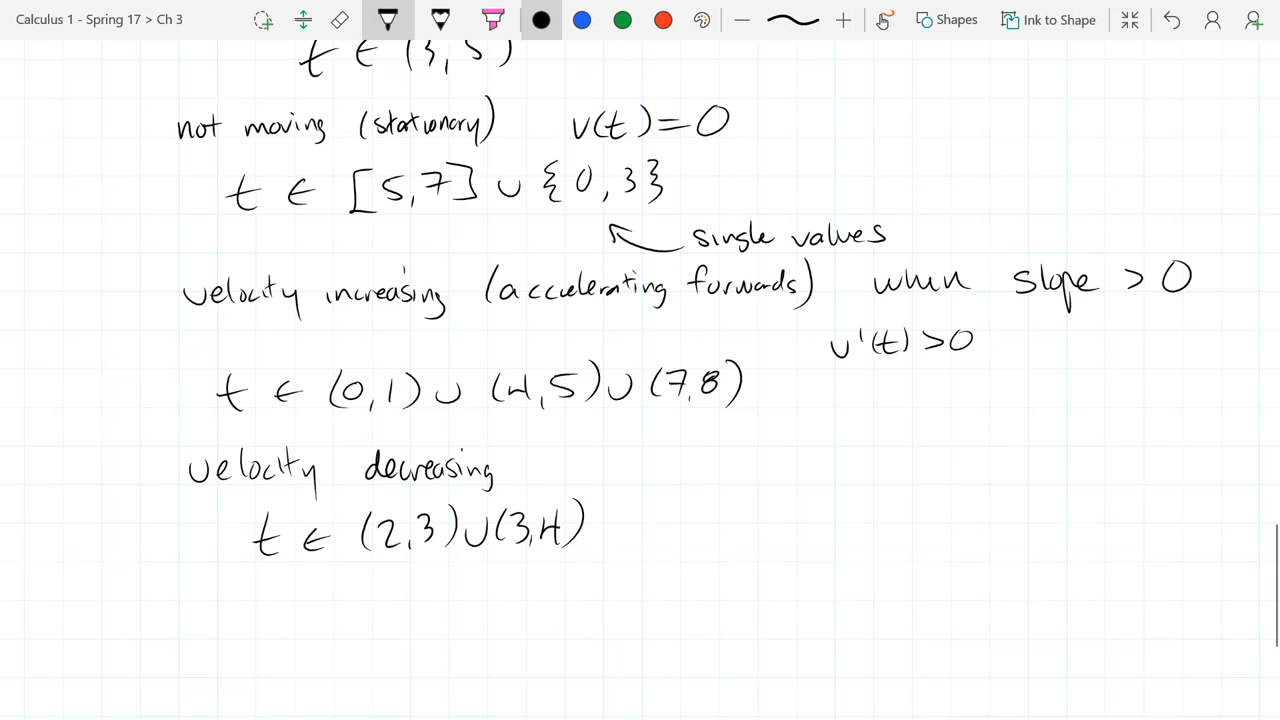 Calculus 1 - Spring 17 > Ch 3
Shapes
Ink to Shape
t ∈ (3, 5)
not moving (stationary) v(t) = 0
t ∈ [5,7] ∪ {0, 3}
single values
velocity increasing (accelerating forwards) when slope > 0
v'(t) > 0
t ∈ (0,1) ∪ (4,5) ∪ (7,8)
velocity decreasing
t ∈ (2,3) ∪ (3,4)